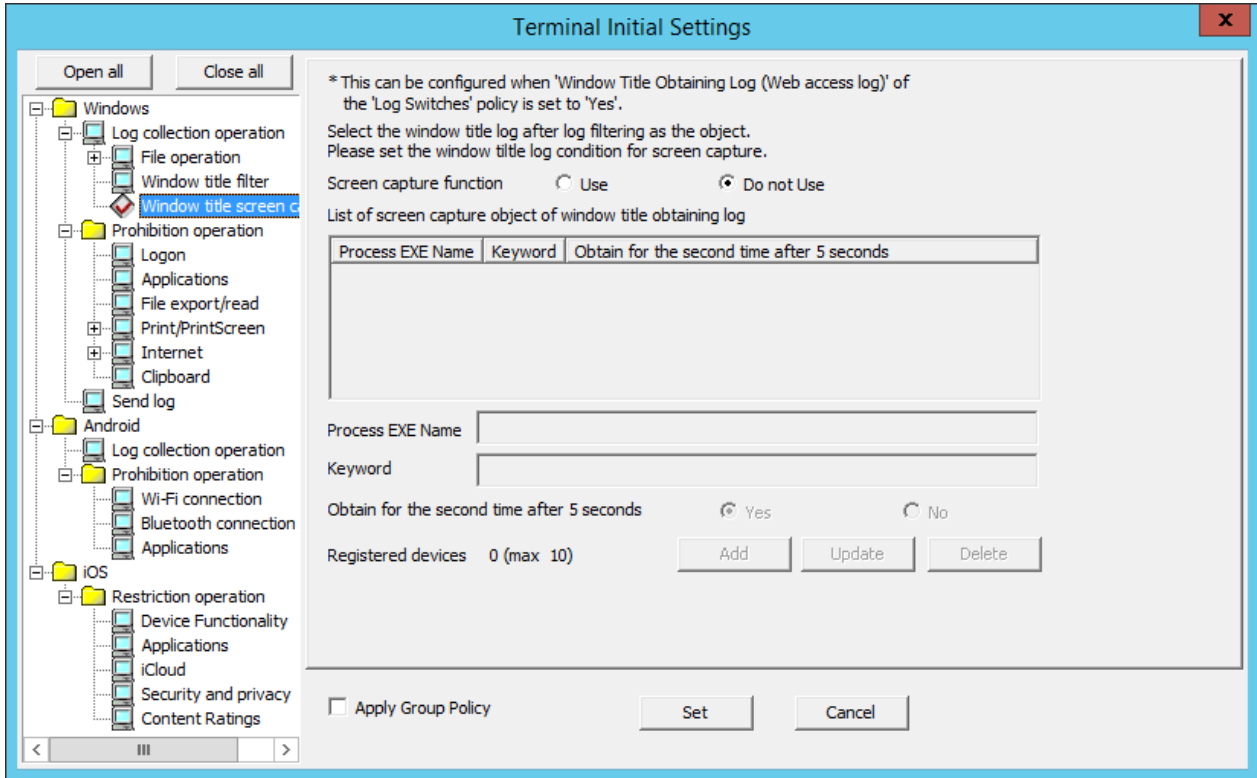 Terminal Initial Settings
x
Open all
Close all
Windows
Log collection operation
File operation
Window title filter
Window title screen ca
Prohibition operation
Logon
Applications
File export/read
Print/PrintScreen
Internet
Clipboard
Send log
Android
Log collection operation
Prohibition operation
Wi-Fi connection
Bluetooth connection
Applications
iOS
Restriction operation
Device Functionality
Applications
iCloud
Security and privacy
Content Ratings
* This can be configured when 'Window Title Obtaining Log (Web access log)' of
the 'Log Switches' policy is set to 'Yes'.
Select the window title log after log filtering as the object.
Please set the window tiltle log condition for screen capture.
Screen capture function Use Do not Use
List of screen capture object of window title obtaining log
Process EXE Name Keyword Obtain for the second time after 5 seconds
Process EXE Name
Keyword
Obtain for the second time after 5 seconds Yes No
Registered devices 0 (max 10) Add Update Delete
Apply Group Policy Set Cancel